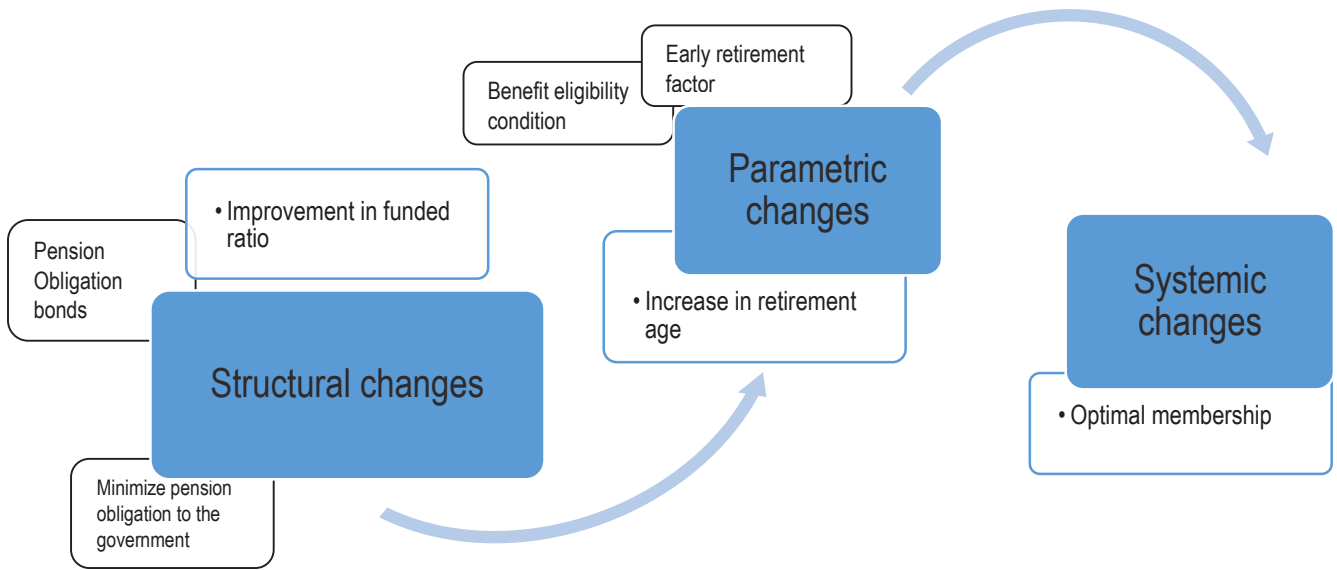 Pension
Obligation
bonds
• Improvement in funded
ratio
Structural changes
Minimize pension
obligation to the
government
Benefit eligibility
condition
Early retirement
factor
Parametric
changes
• Increase in retirement
age
Systemic
changes
• Optimal membership